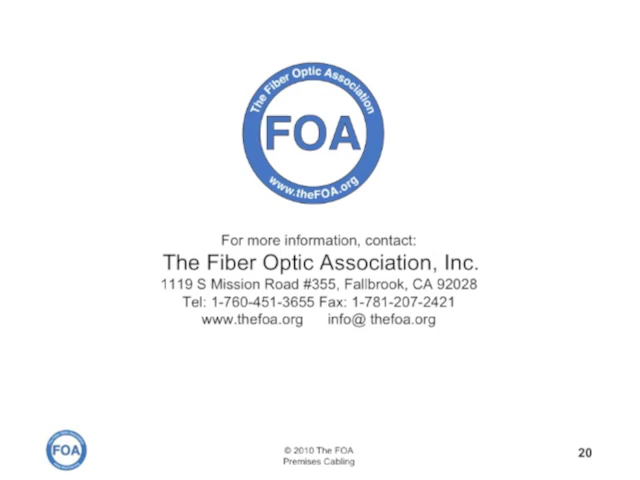 The Fiber Optic Association
FOA
www.theFOA.org
For more information, contact:
The Fiber Optic Association, Inc.
1119 S Mission Road #355, Fallbrook, CA 92028
Tel: 1-760-451-3655 Fax: 1-781-207-2421
www.thefoa.org info@ thefoa.org
FOA
© 2010 The FOA
Premises Cabling
20